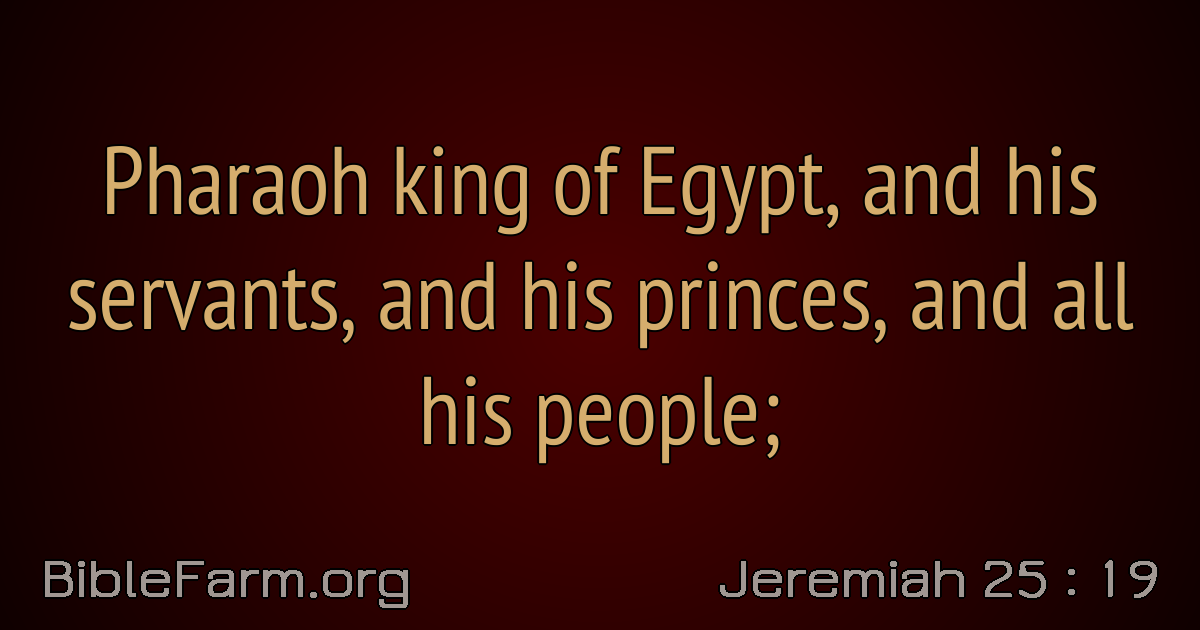 Pharaoh king of Egypt, and his
servants, and his princes, and all
his people;
BibleFarm.org
Jeremiah 25 : 19